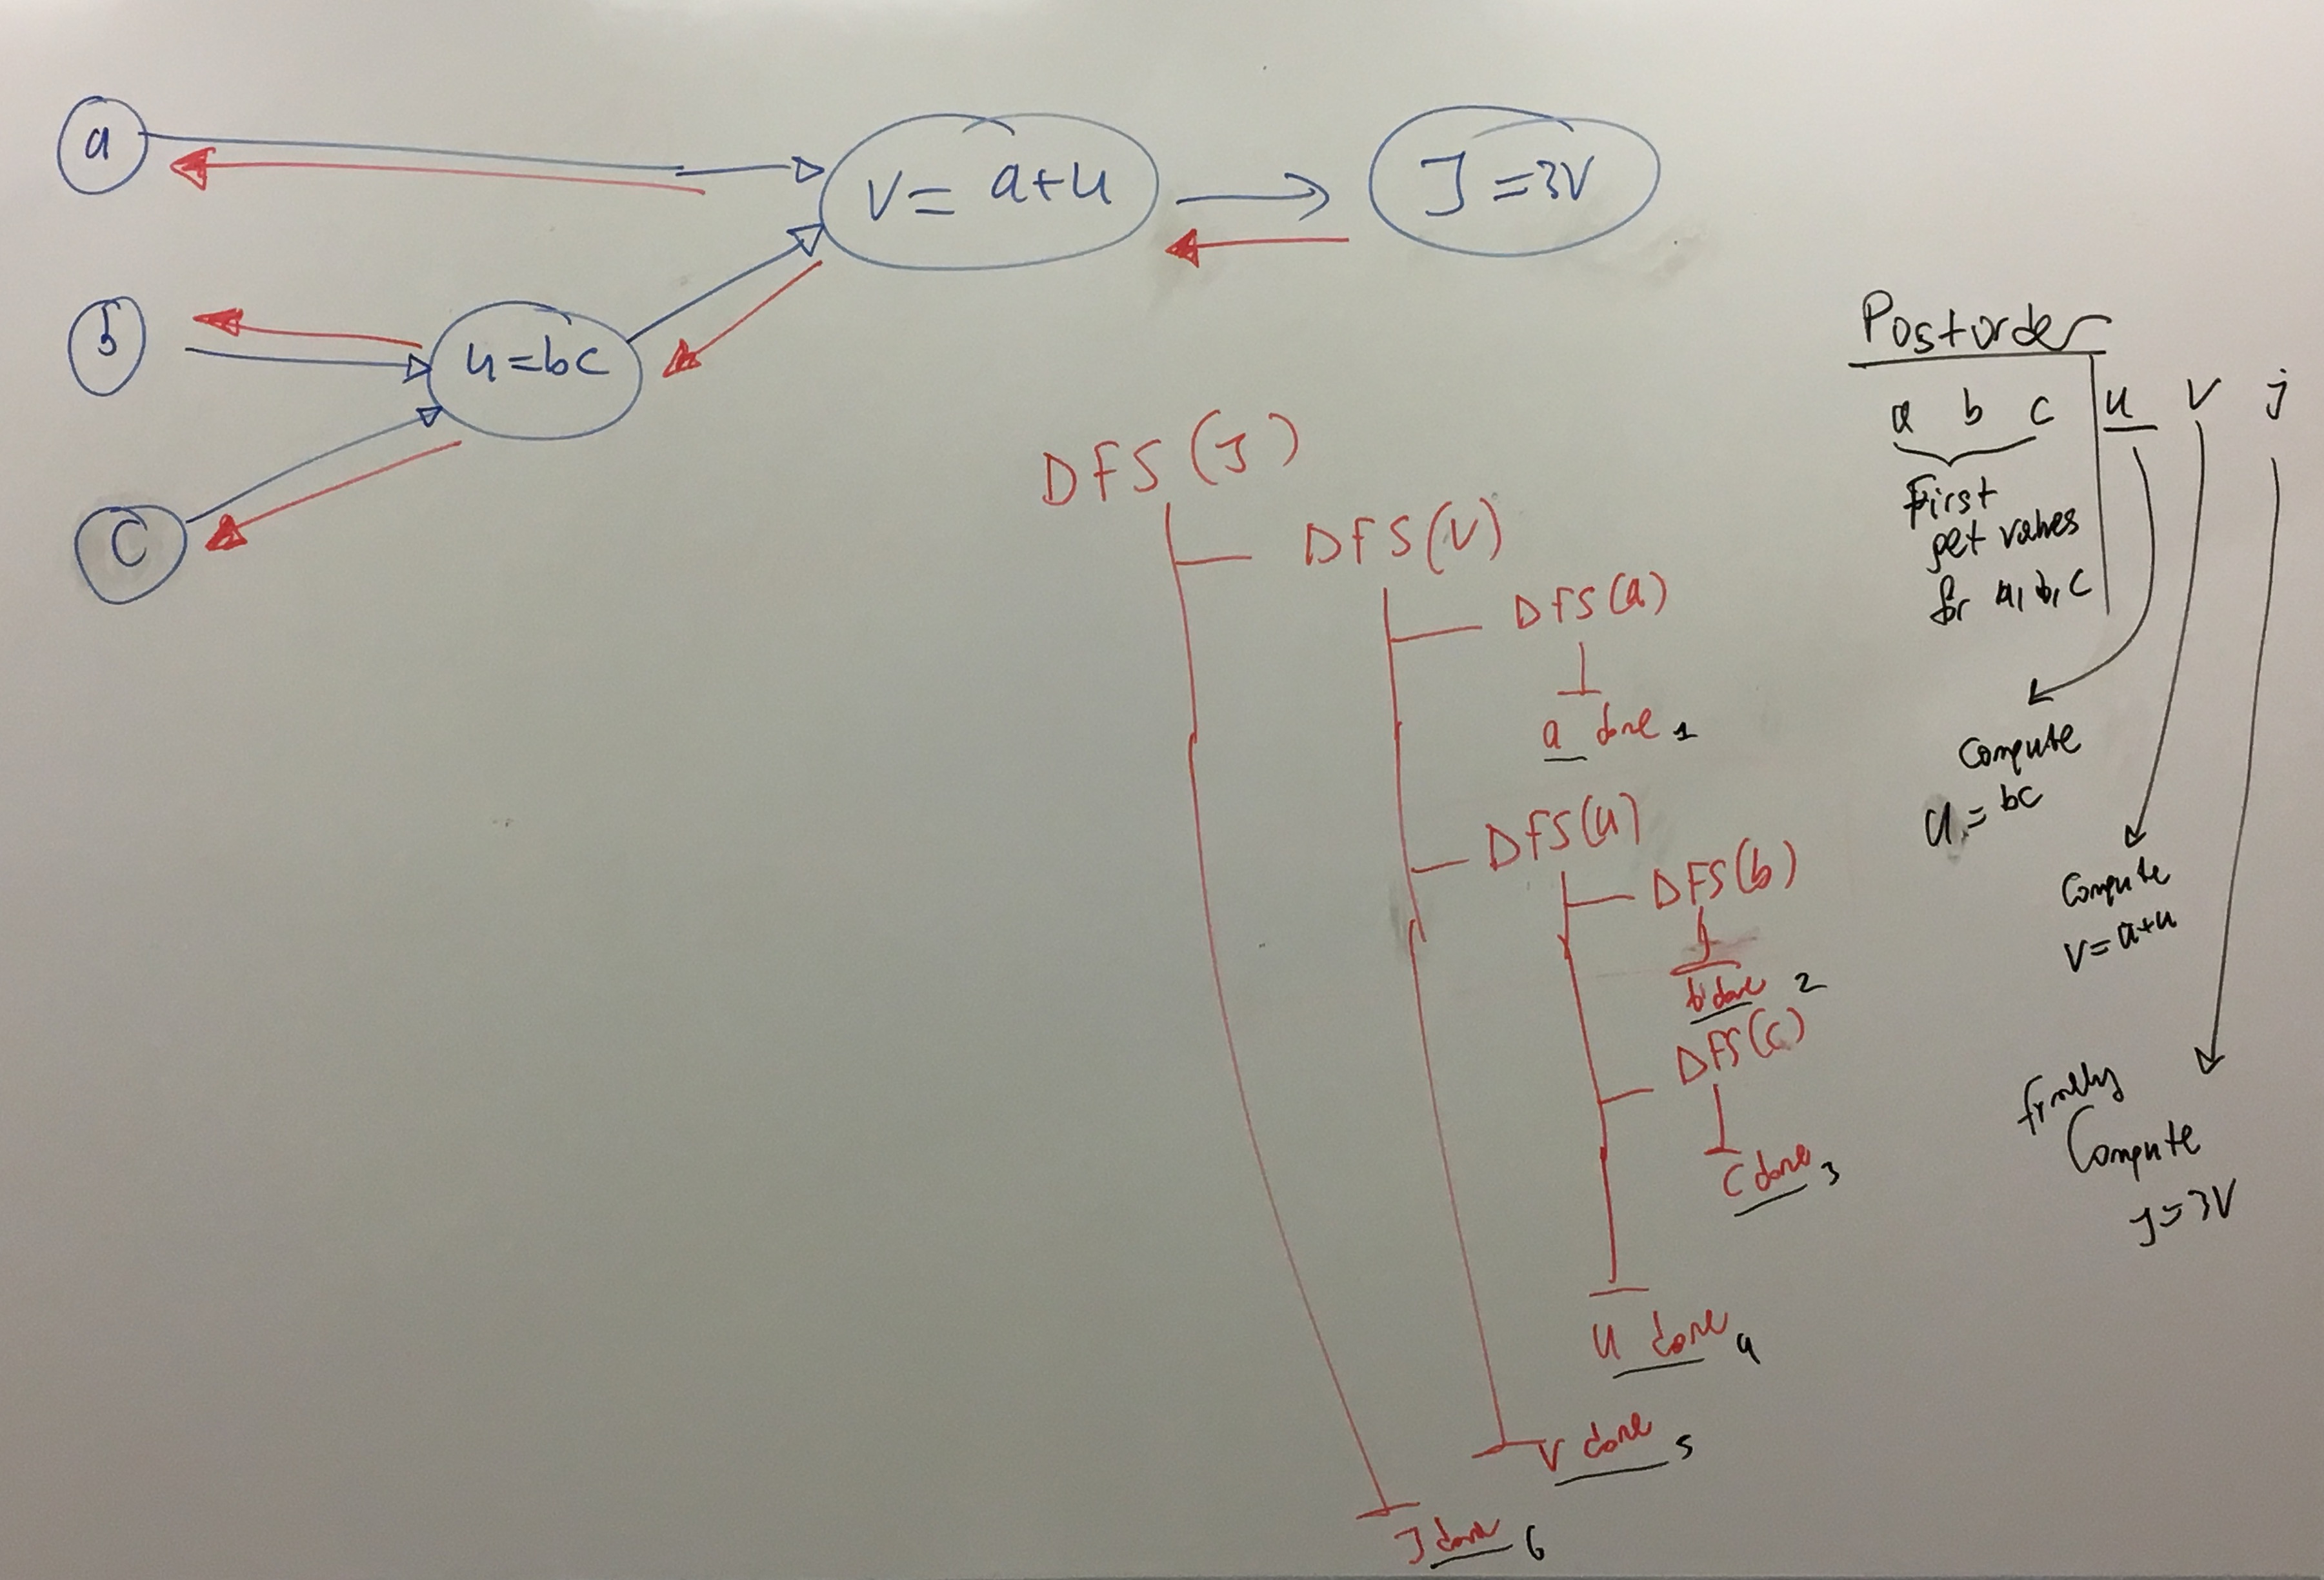 a
V = a+u
J = 3V
b
u = bc
C
DFS(J)
DFS(V)
DFS(a)
a done 1
DFS(u)
DFS(b)
b done 2
DFS(c)
C done 3
u done 4
V done 5
J done 6
Postorder
a b c u v j
First
get values
for a, b, c
Compute
u = bc
Compute
V = a+u
finally
Compute
J = 3V